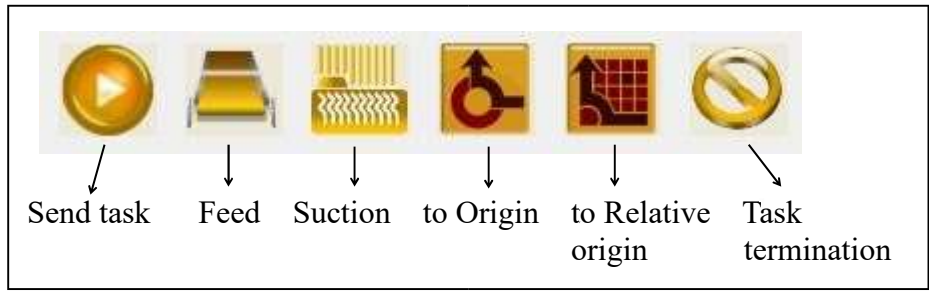 Send task Feed Suction to Origin to Relative origin Task termination